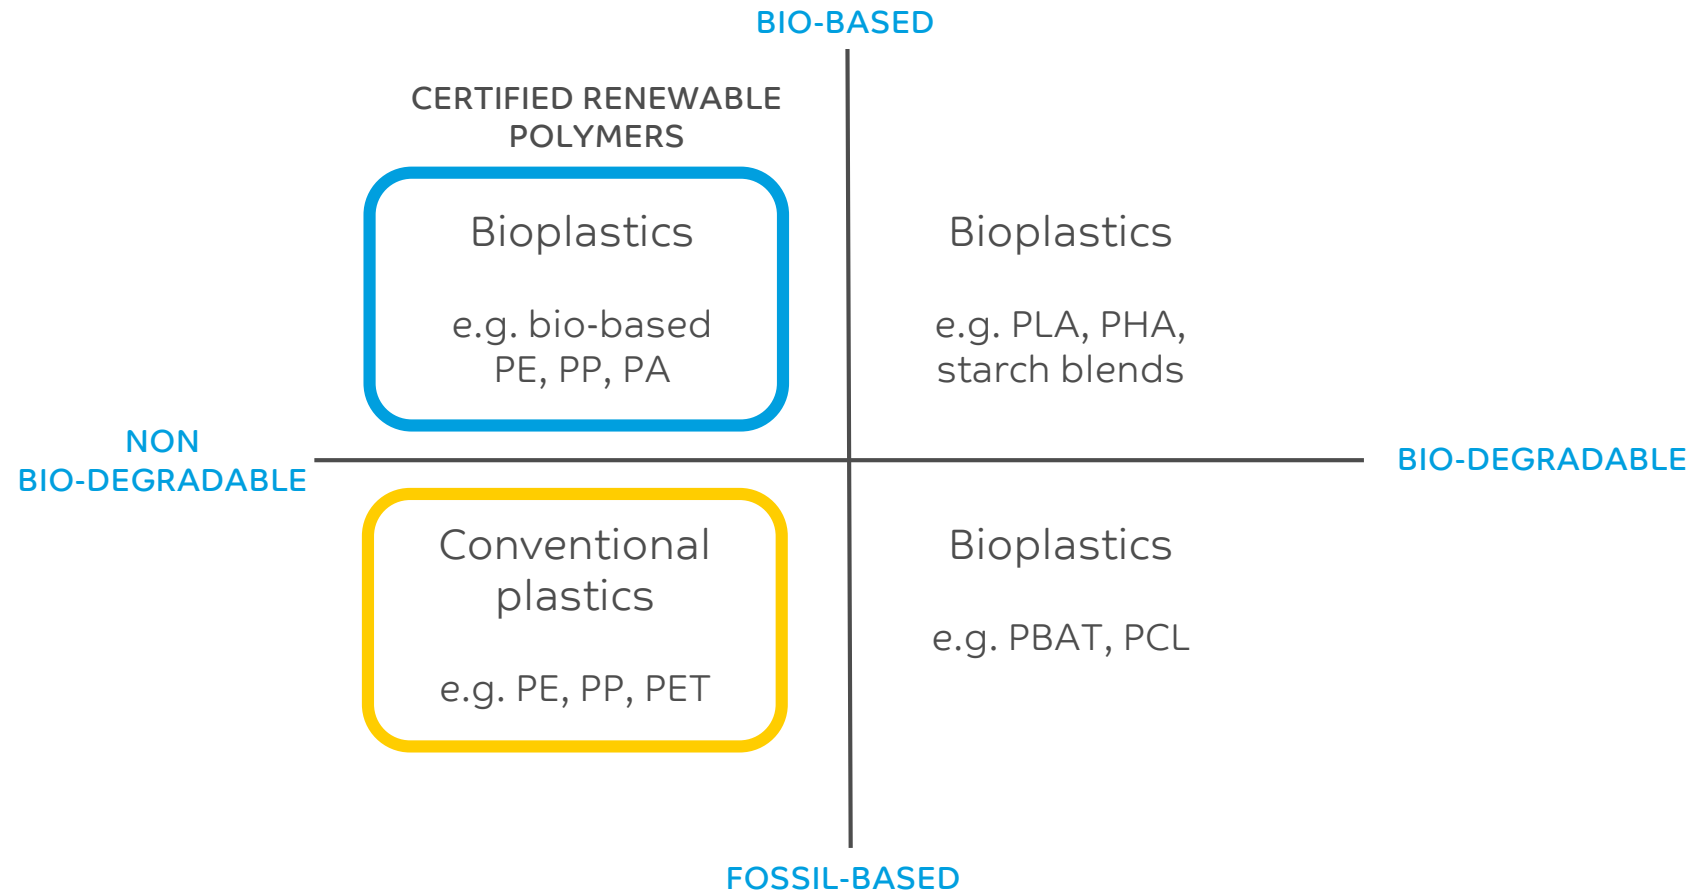 BIO-BASED
CERTIFIED RENEWABLE
POLYMERS
Bioplastics
e.g. bio-based
PE, PP, PA
Bioplastics
e.g. PLA, PHA,
starch blends
NON
BIO-DEGRADABLE
BIO-DEGRADABLE
Conventional
plastics
e.g. PE, PP, PET
Bioplastics
e.g. PBAT, PCL
FOSSIL-BASED